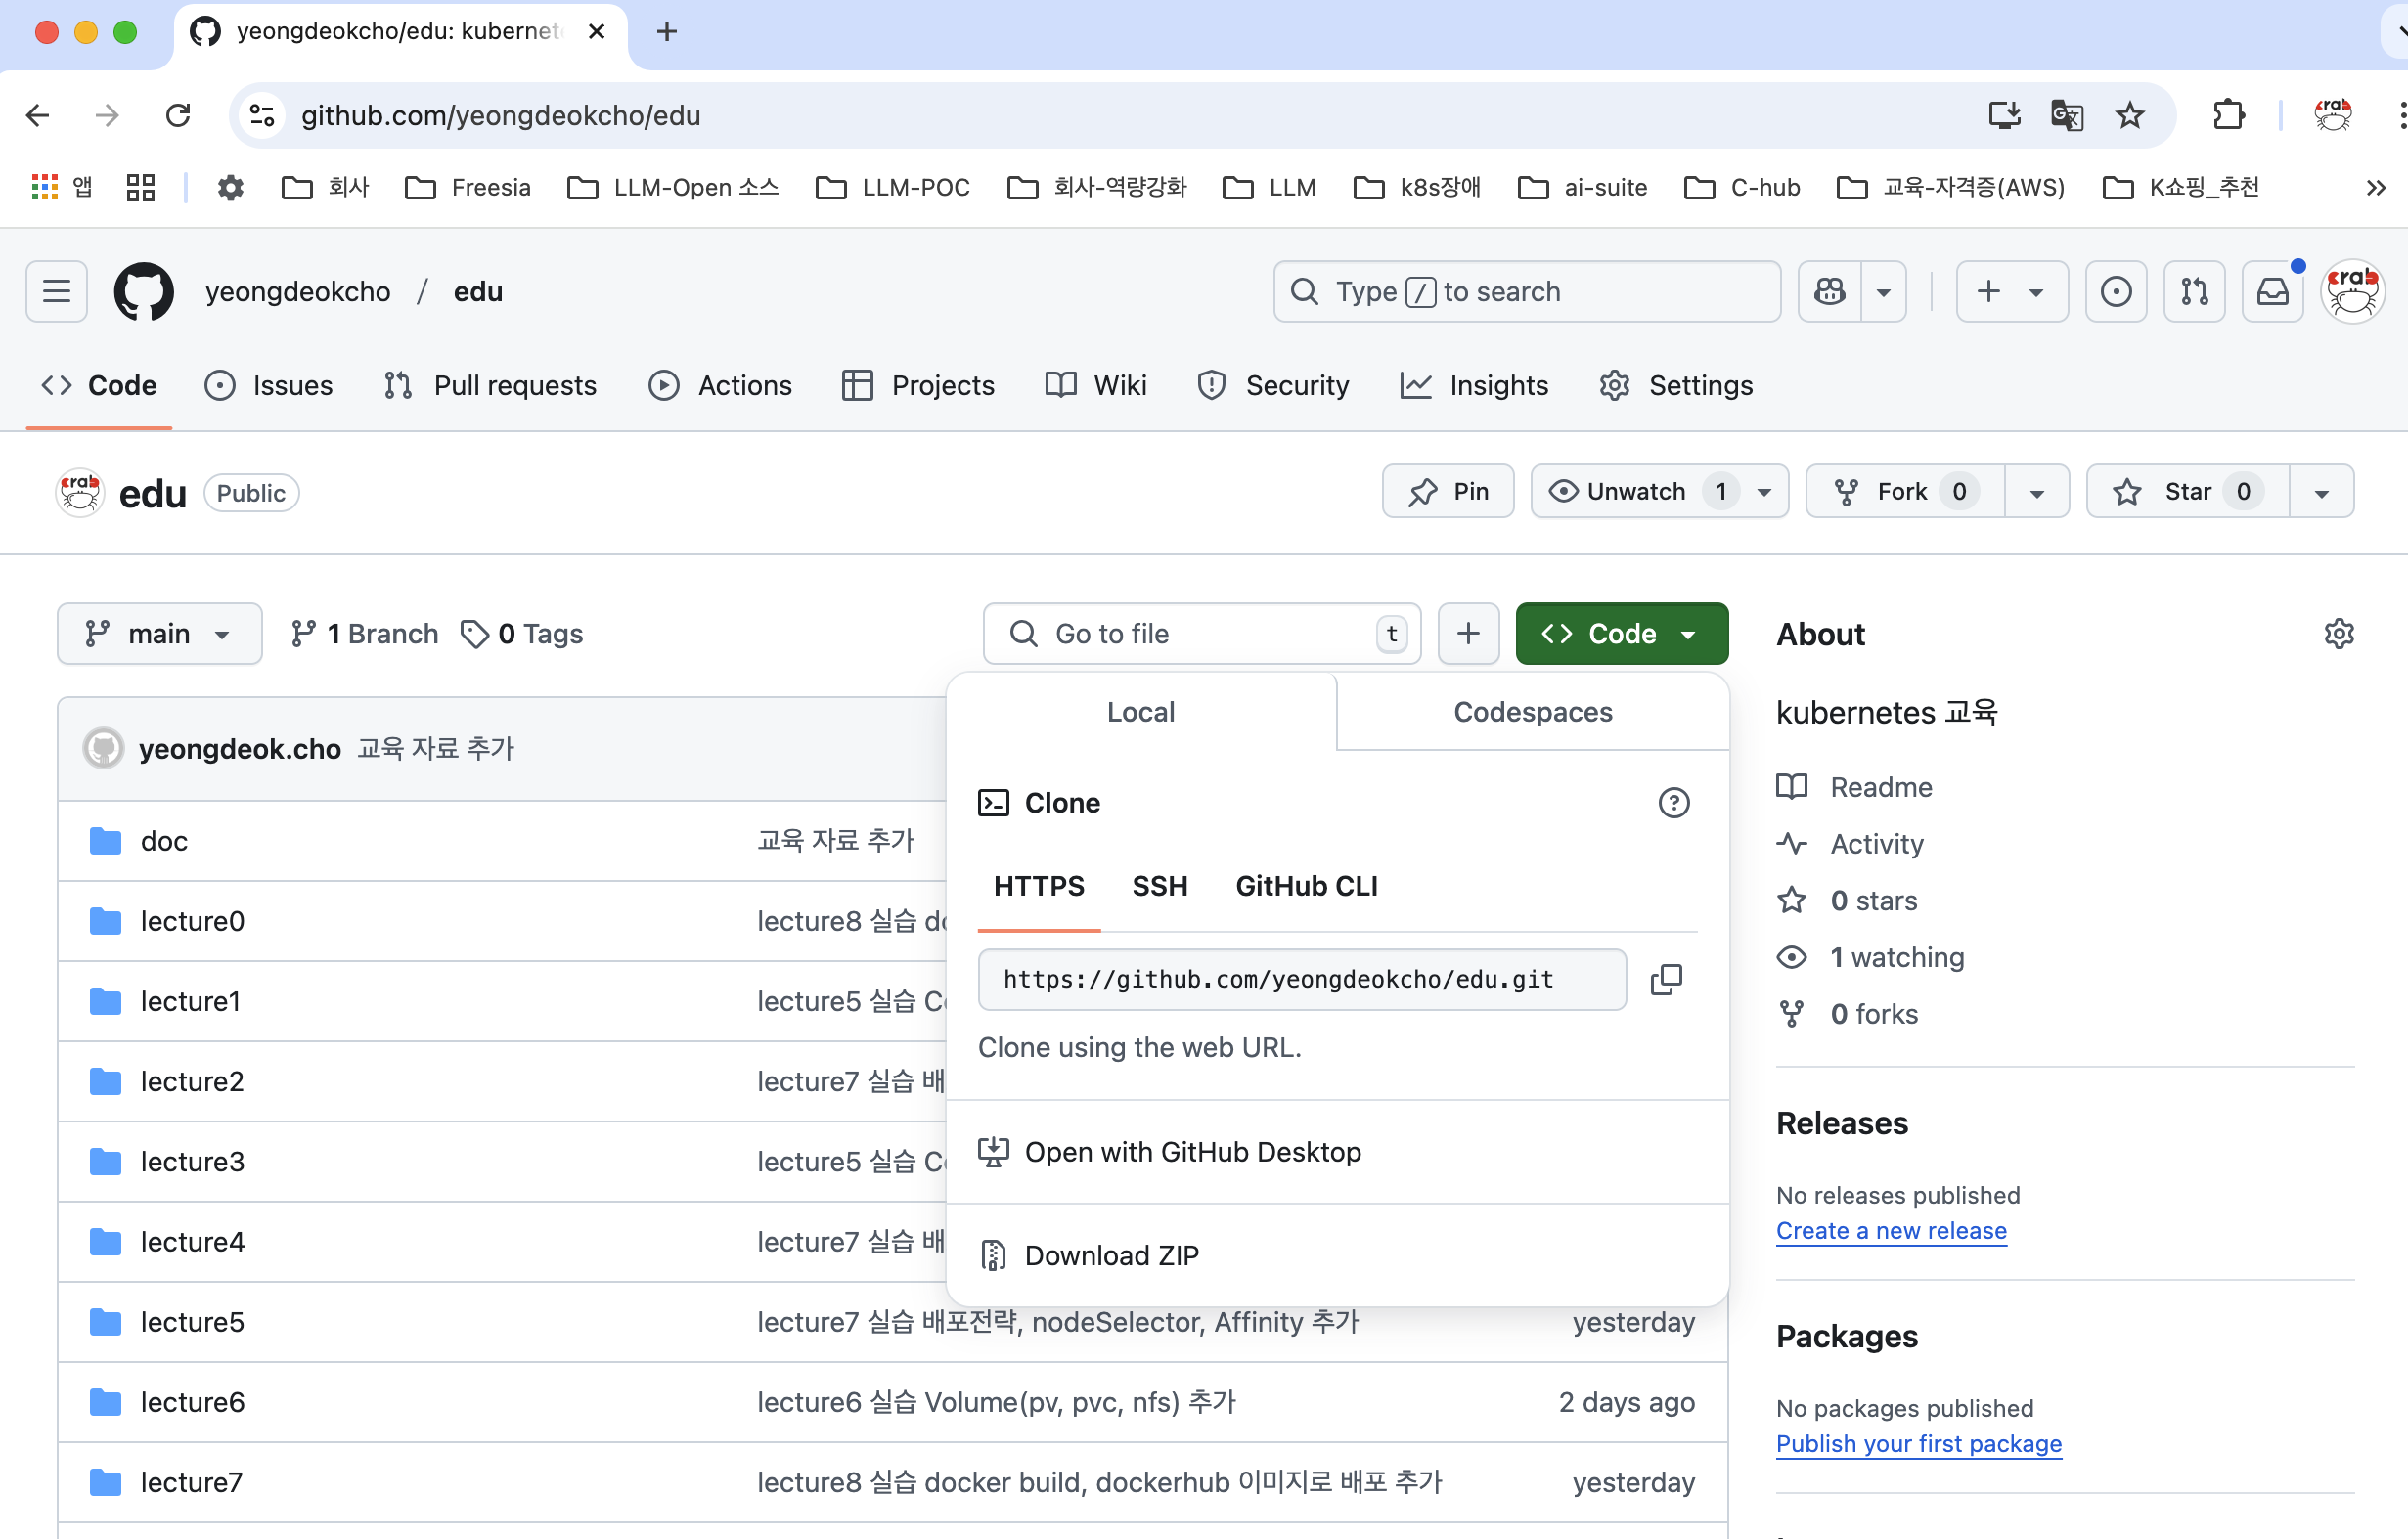 yeongdeokcho/edu: kubernet
github.com/yeongdeokcho/edu
앱 회사 Freesia LLM-Open 소스 LLM-POC 회사-역량강화 LLM k8s장애 ai-suite C-hub 교육-자격증(AWS) K쇼핑_추천
yeongdeokcho / edu Type / to search
Code Issues Pull requests Actions Projects Wiki Security Insights Settings
edu Public Pin Unwatch 1 Fork 0 Star 0
main 1 Branch 0 Tags Go to file t Code
About
kubernetes 교육
Readme
Activity
0 stars
1 watching
0 forks
Releases
No releases published
Create a new release
Packages
No packages published
Publish your first package
Local Codespaces
Clone
HTTPS SSH GitHub CLI
https://github.com/yeongdeokcho/edu.git
Clone using the web URL.
Open with GitHub Desktop
Download ZIP
yeongdeok.cho 교육 자료 추가
doc 교육 자료 추가
lecture0 lecture8 실습
lecture1 lecture5 실습
lecture2 lecture7 실습
lecture3 lecture5 실습
lecture4 lecture7 실습
lecture5 lecture7 실습 배포전략, nodeSelector, Affinity 추가 yesterday
lecture6 lecture6 실습 Volume(pv, pvc, nfs) 추가 2 days ago
lecture7 lecture8 실습 docker build, dockerhub 이미지로 배포 추가 yesterday